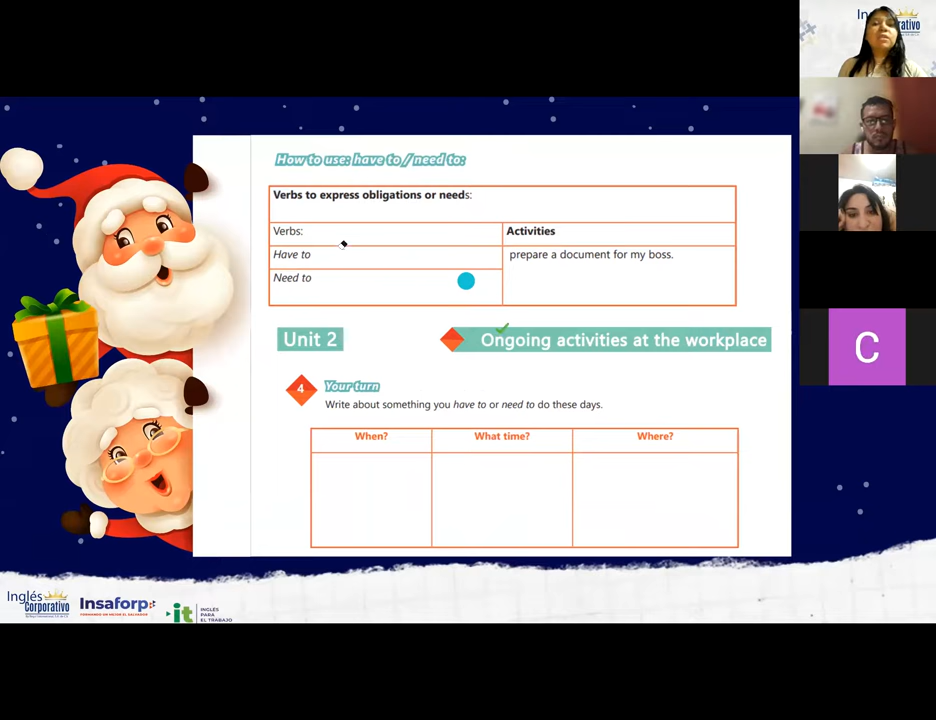 How to use: have to / need to:
Verbs to express obligations or needs:
Verbs:
Activities
Have to
prepare a document for my boss.
Need to
Unit 2
Ongoing activities at the workplace
4
Your turn
Write about something you have to or need to do these days.
When?
What time?
Where?
Inglés
Corporativo
Insaforp
it
INGLÉS
PARA
EL TRABAJO
C